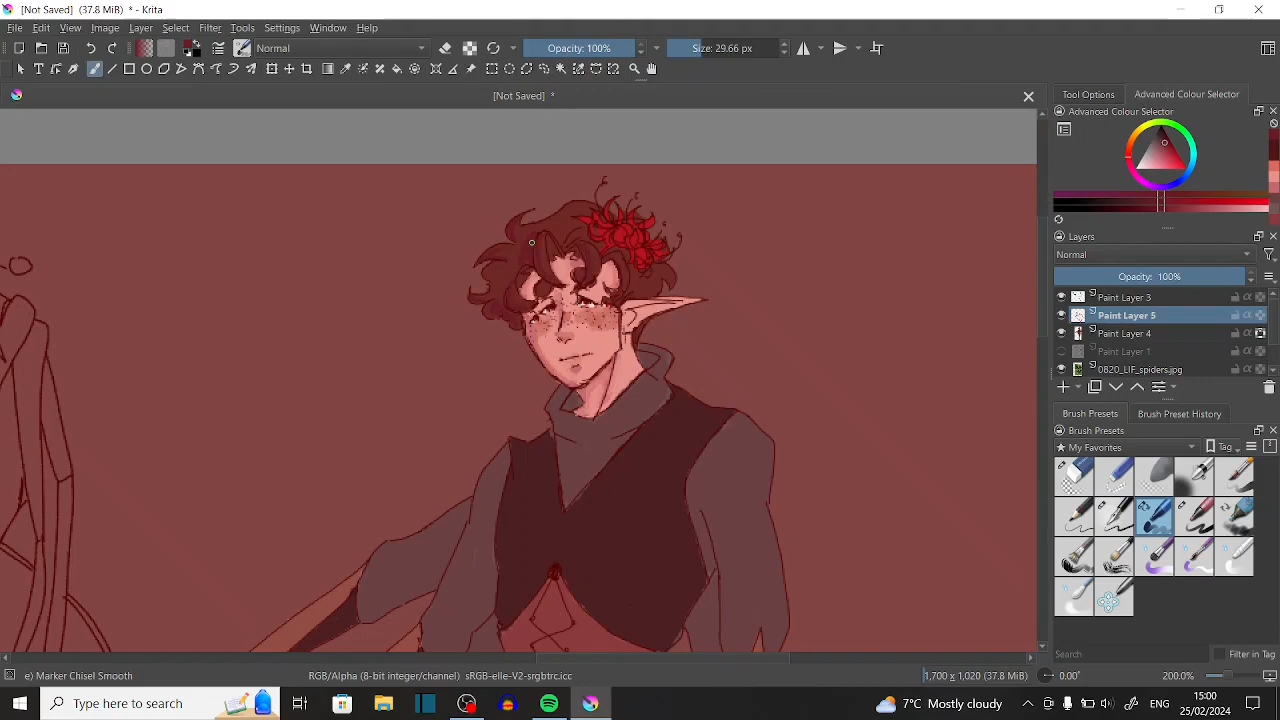 [Not Saved]  (37.8 MiB)  * - Krita
File Edit View Image Layer Select Filter Tools Settings Window Help
Normal Opacity: 100% Size: 29.66 px
[Not Saved]  *
Tool Options Advanced Colour Selector
Advanced Colour Selector
Layers
Normal
Opacity:  100%
Paint Layer 3
Paint Layer 5
Paint Layer 4
Paint Layer 1
0820_LIF_spiders.jpg
Brush Presets Brush Preset History
Brush Presets
My Favorites Tag
Search Filter in Tag
e) Marker Chisel Smooth RGB/Alpha (8-bit integer/channel)  sRGB-elle-V2-srgbtrc.icc 1,700 x 1,020 (37.8 MiB) 0.00° 200.0%
Type here to search 7°C  Mostly cloudy ENG 15:00
25/02/2024